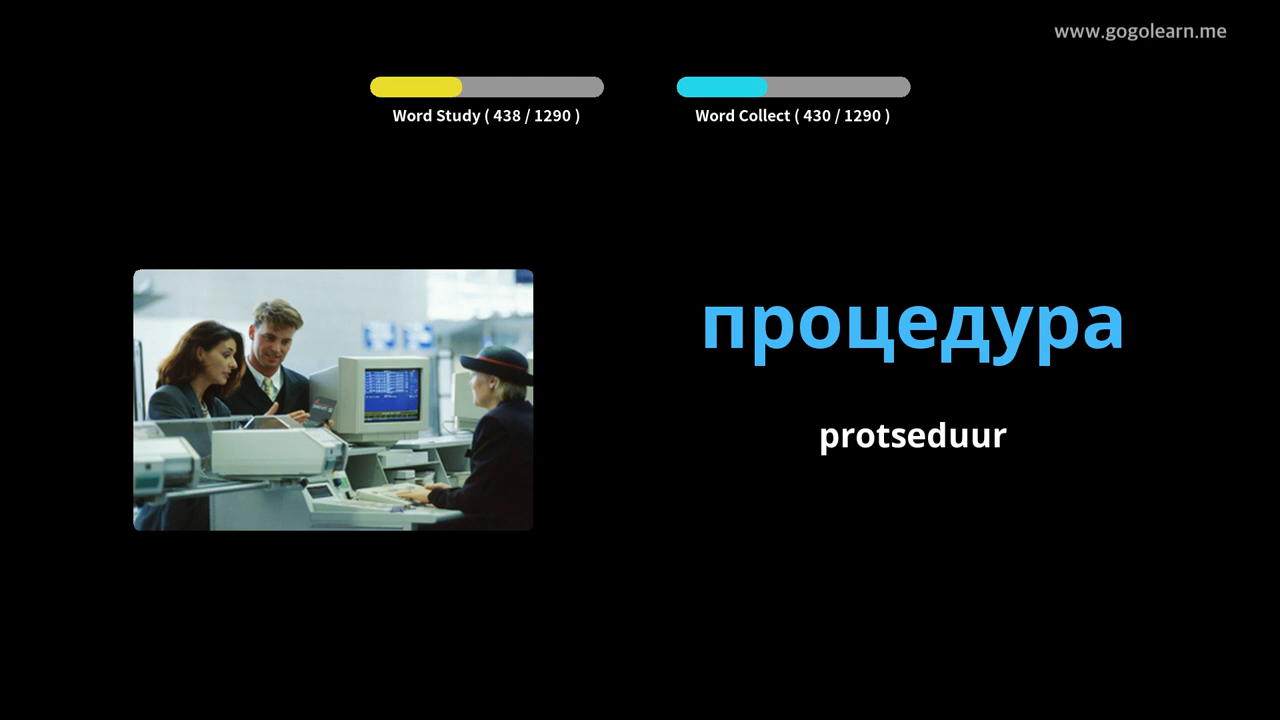 www.gogolearn.me
Word Study ( 438 / 1290 )
Word Collect ( 430 / 1290 )
процедура
protseduur